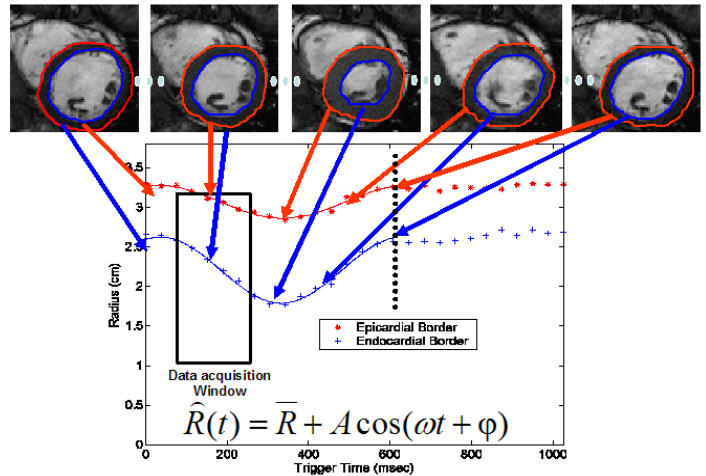 3.5
3
2.5
2
1.5
1
0.5
0
Radius (cm)
Epicardial Border
Endocardial Border
Data acquisition
Window
R̂(t) = R̅ + A cos(ωt + φ)
0 200 400 600 800 1000
Trigger Time (msec)